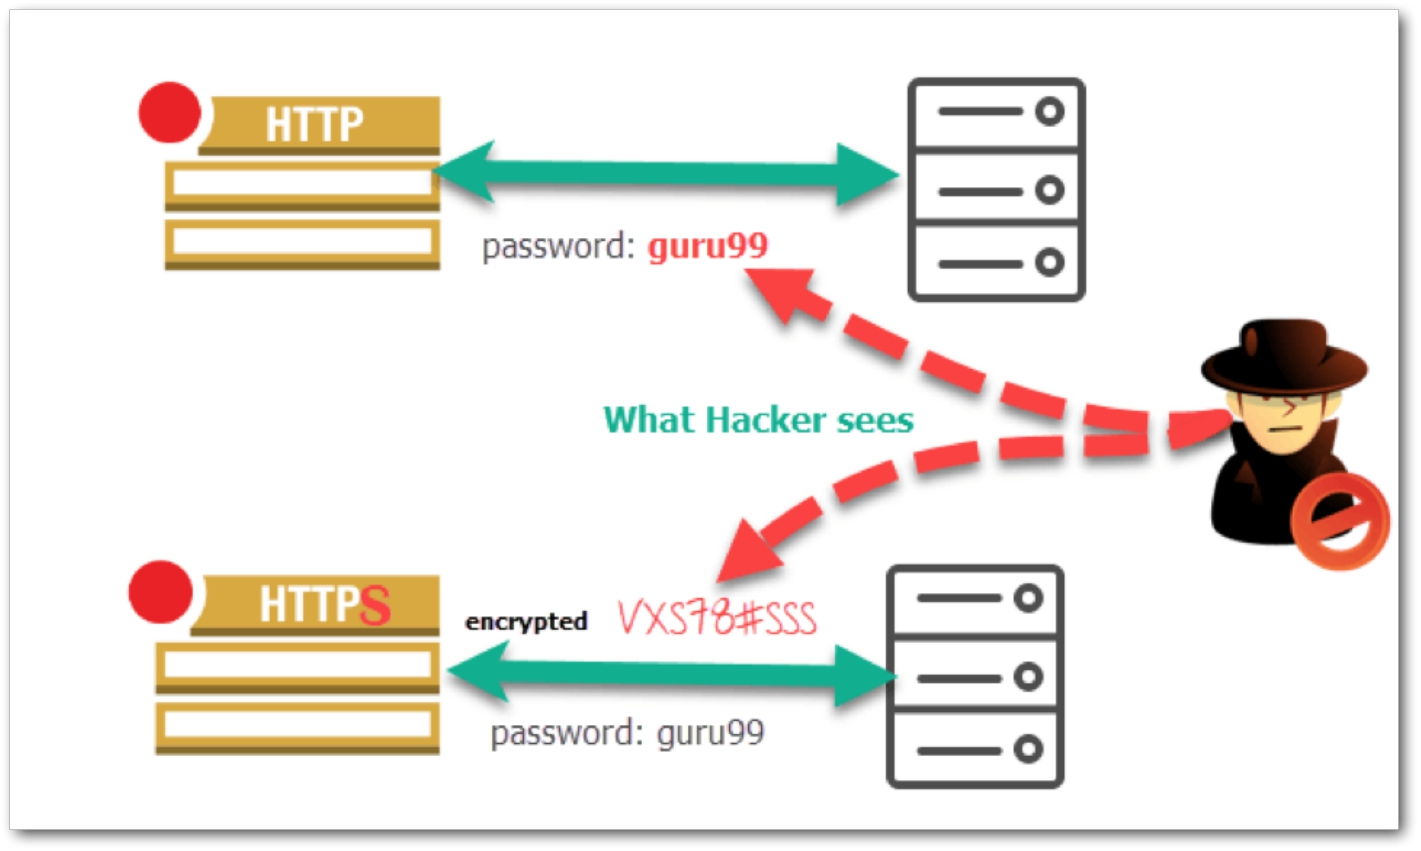 HTTP
password: guru99
What Hacker sees
HTTPS
encrypted VXS78#SSS
password: guru99